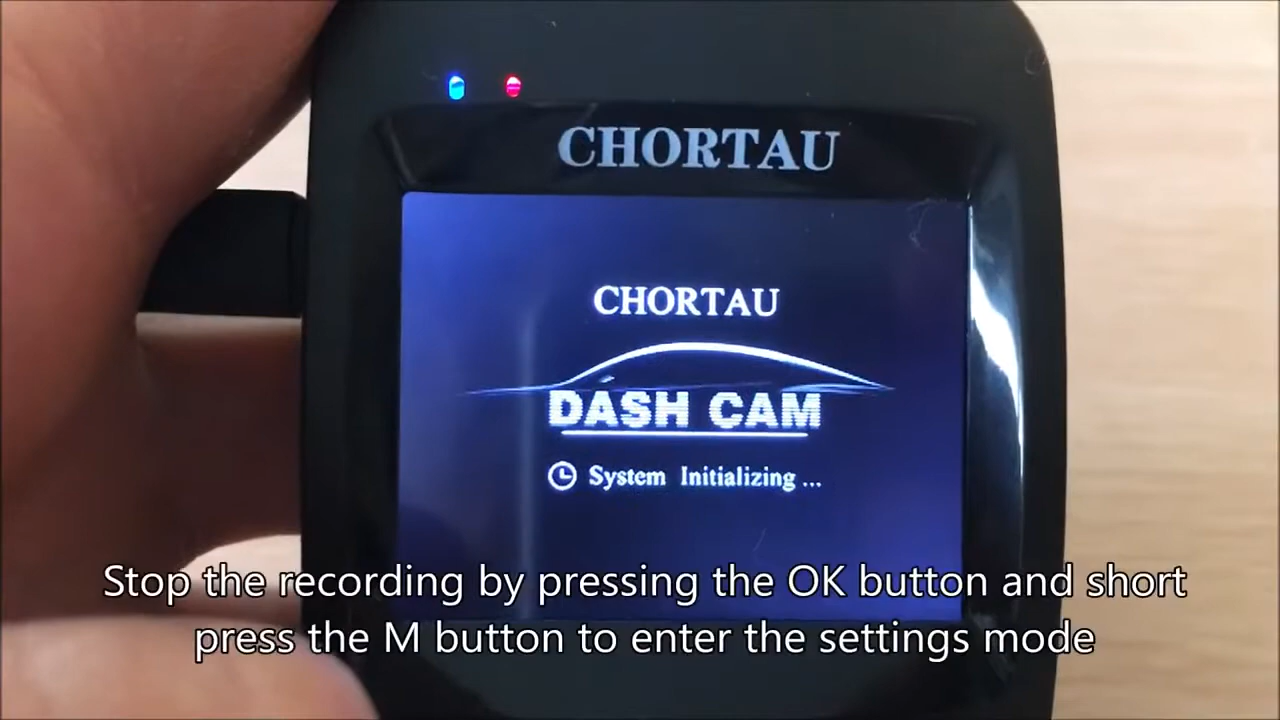 CHORTAU
CHORTAU
DASH CAM
System Initializing ...
Stop the recording by pressing the OK button and short
press the M button to enter the settings mode